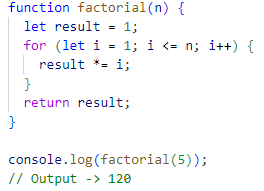 function factorial(n) {
  let result = 1;
  for (let i = 1; i <= n; i++) {
    result *= i;
  }
  return result;
}

console.log(factorial(5));
// Output -> 120